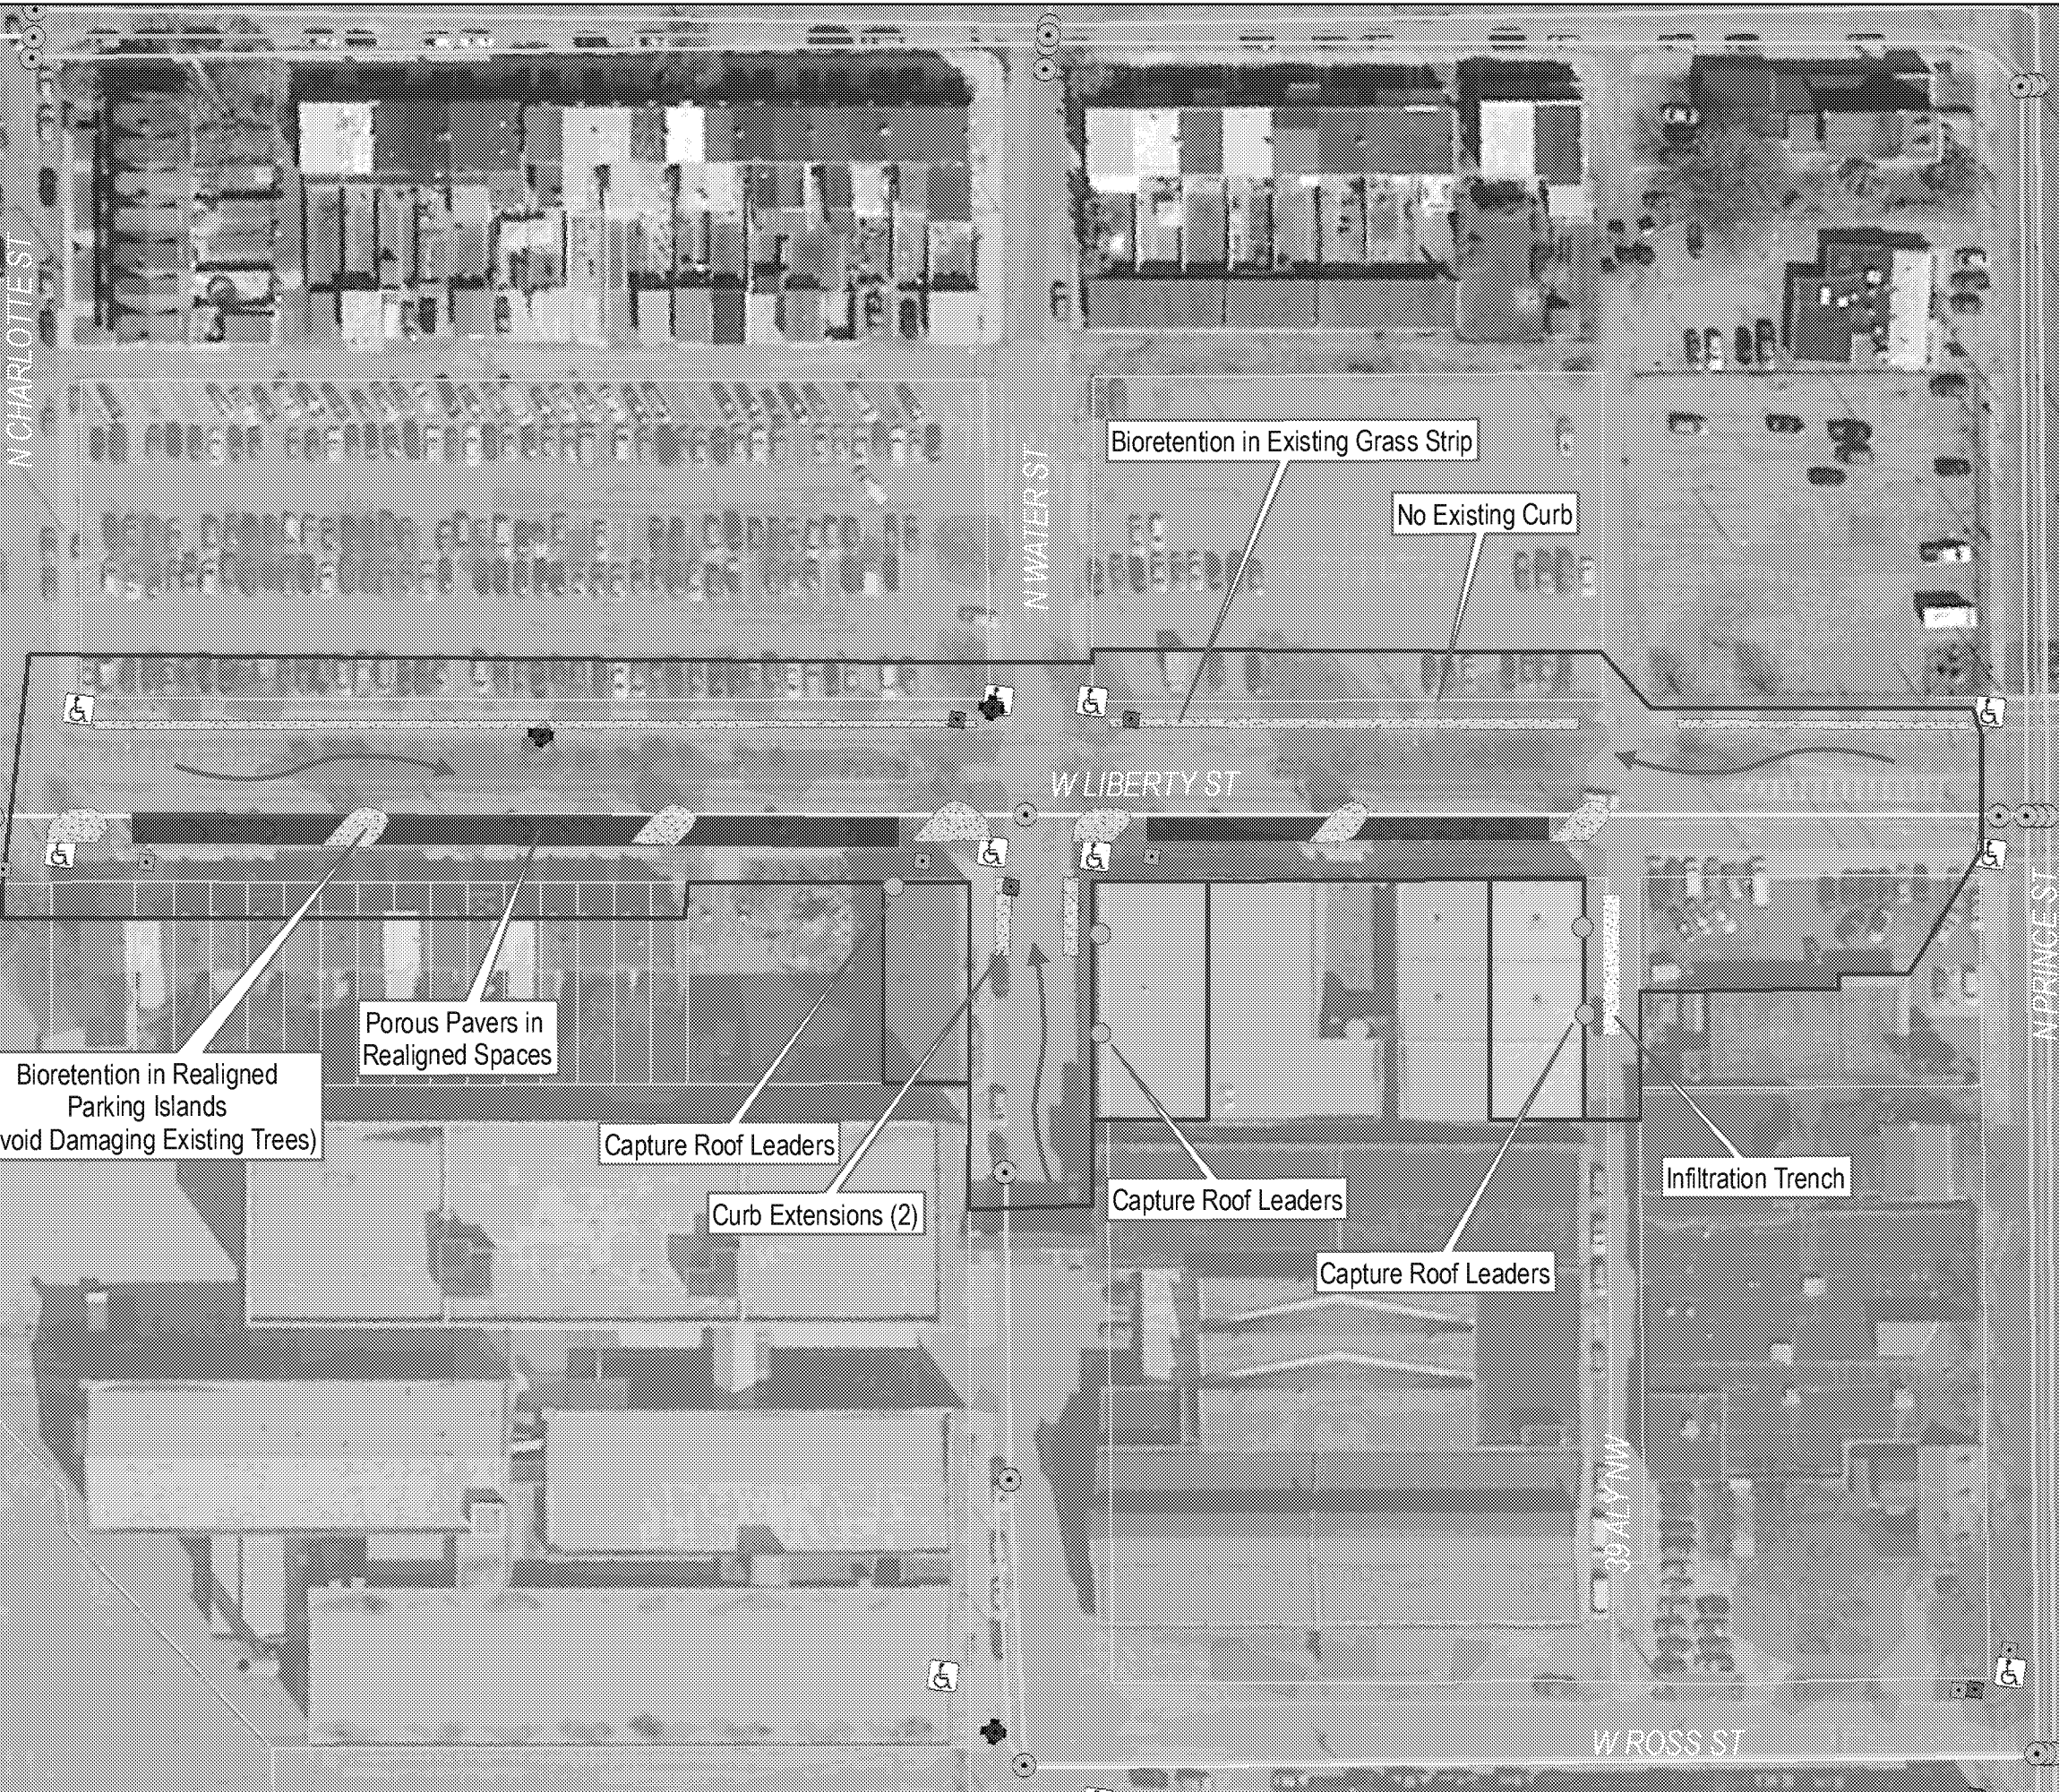 N CHARLOTTE ST
Bioretention in Existing Grass Strip
No Existing Curb
N WATER ST
W LIBERTY ST
N PRINCE ST
Porous Pavers in
Realigned Spaces
Bioretention in Realigned
Parking Islands
void Damaging Existing Trees)
Capture Roof Leaders
Curb Extensions (2)
Capture Roof Leaders
Infiltration Trench
Capture Roof Leaders
39 ALY NW
W ROSS ST